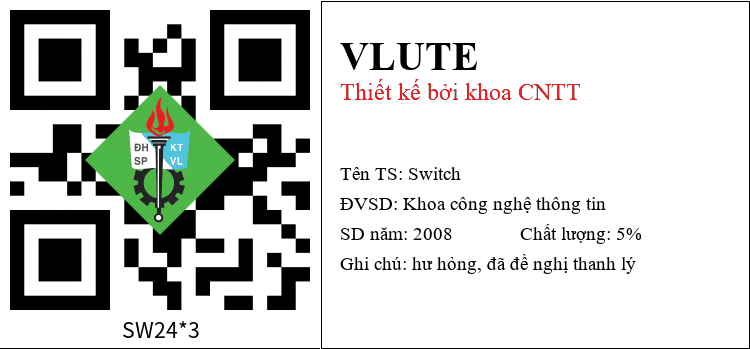 ĐH KT
SP VL
SW24*3
VLUTE
Thiết kế bởi khoa CNTT
Tên TS: Switch
ĐVSD: Khoa công nghệ thông tin
SD năm: 2008 Chất lượng: 5%
Ghi chú: hư hỏng, đã đề nghị thanh lý